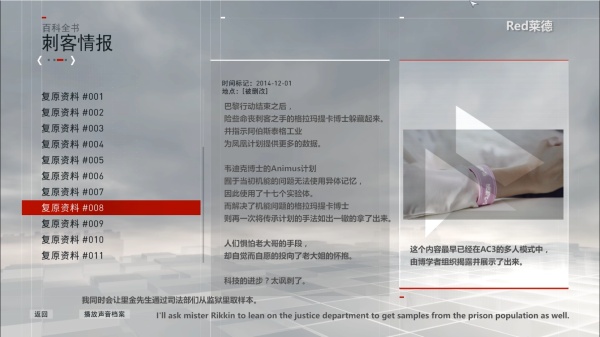 百科全书
Red莱德
刺客情报
复原资料 #001
复原资料 #002
复原资料 #003
复原资料 #004
复原资料 #005
复原资料 #006
复原资料 #007
复原资料 #008
复原资料 #009
复原资料 #010
复原资料 #011
时间标记：2014-12-01
地点：[被删改]
巴黎行动结束之后，
险些命丧刺客之手的格拉玛提卡博士躲藏起来。
并指示阿伯斯泰格工业
为凤凰计划提供更多的数据。
韦迪克博士的Animus计划
囿于当初机能的问题无法使用异体记忆，
因此使用了十七个实验体。
而解决了机能问题的格拉玛提卡博士
则再一次将传承计划的手法如出一辙的拿了出来。
人们惧怕老大哥的手段，
却自觉而自愿的投向了老大姐的怀抱。
科技的进步？太讽刺了。
这个内容最早已经在AC3的多人模式中，
由博学者组织揭露并展示了出来。
我同时会让里金先生通过司法部们从监狱里取样本。
返回
播放声音档案
I'll ask mister Rikkin to lean on the justice department to get samples from the prison population as well.